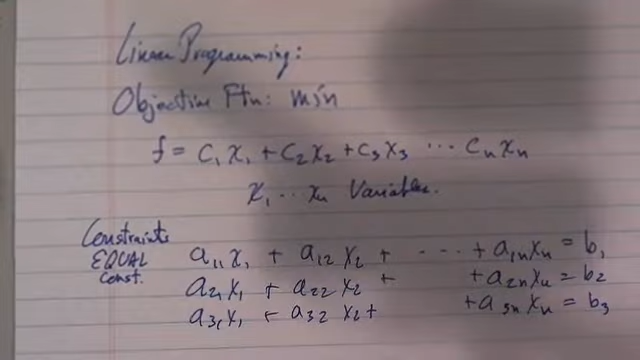 Linear Programming:
Objective Ftn: min
f = C₁x₁ + C₂x₂ + C₃x₃ ⋯ Cₙxₙ
x₁ ⋯ xₙ Variables.
Constraints
EQUAL
Const.
a₁₁x₁ + a₁₂x₂ + ⋯ + a₁ₙxₙ = b₁
a₂₁x₁ + a₂₂x₂ + + a₂ₙxₙ = b₂
a₃₁x₁ + a₃₂x₂ + + a₃ₙxₙ = b₃